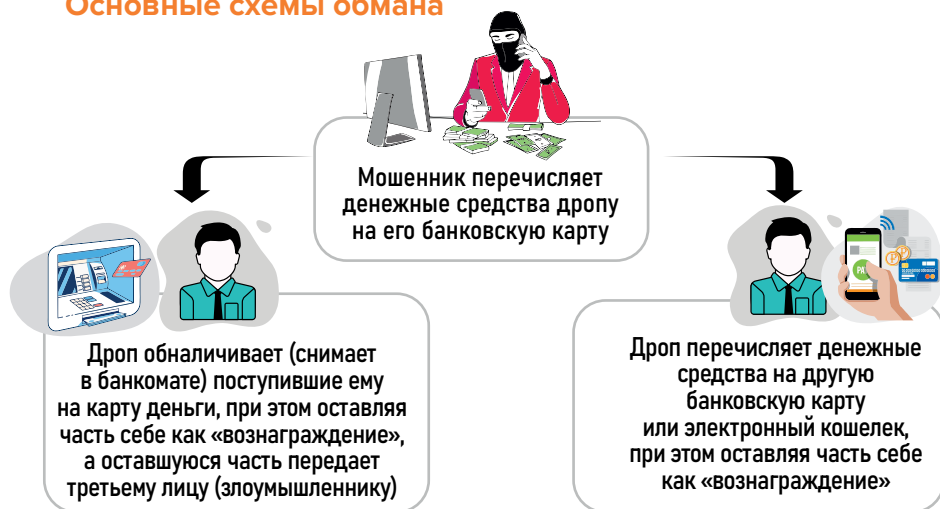 Основные схемы обмана
Мошенник перечисляет
денежные средства дропу
на его банковскую карту
Дроп обналичивает (снимает
в банкомате) поступившие ему
на карту деньги, при этом оставляя
часть себе как «вознаграждение»,
а оставшуюся часть передает
третьему лицу (злоумышленнику)
PA
Дроп перечисляет денежные
средства на другую
банковскую карту
или электронный кошелек,
при этом оставляя часть себе
как «вознаграждение»